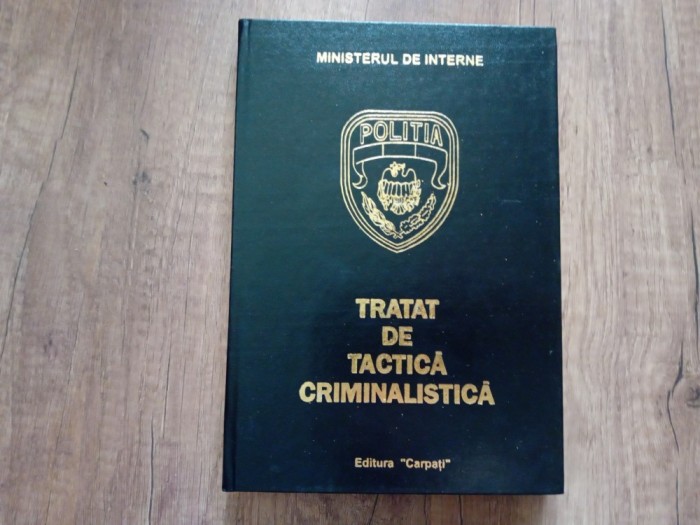 MINISTERUL DE INTERNE
POLITIA
TRATAT
DE
TACTICĂ
CRIMINALISTICĂ
Editura "Carpaţi"